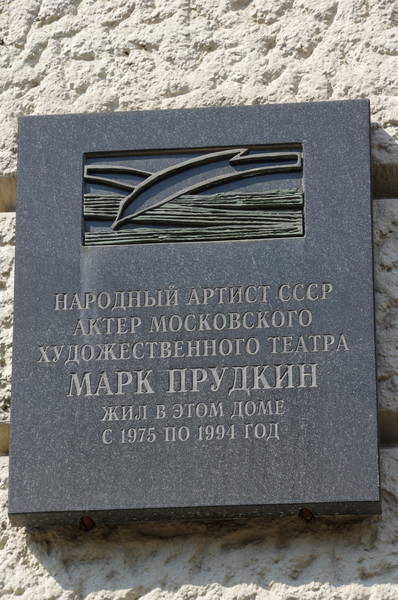 НАРОДНЫЙ АРТИСТ СССР
АКТЕР МОСКОВСКОГО
ХУДОЖЕСТВЕННОГО ТЕАТРА
МАРК ПРУДКИН
ЖИЛ В ЭТОМ ДОМЕ
С 1975 ПО 1994 ГОД